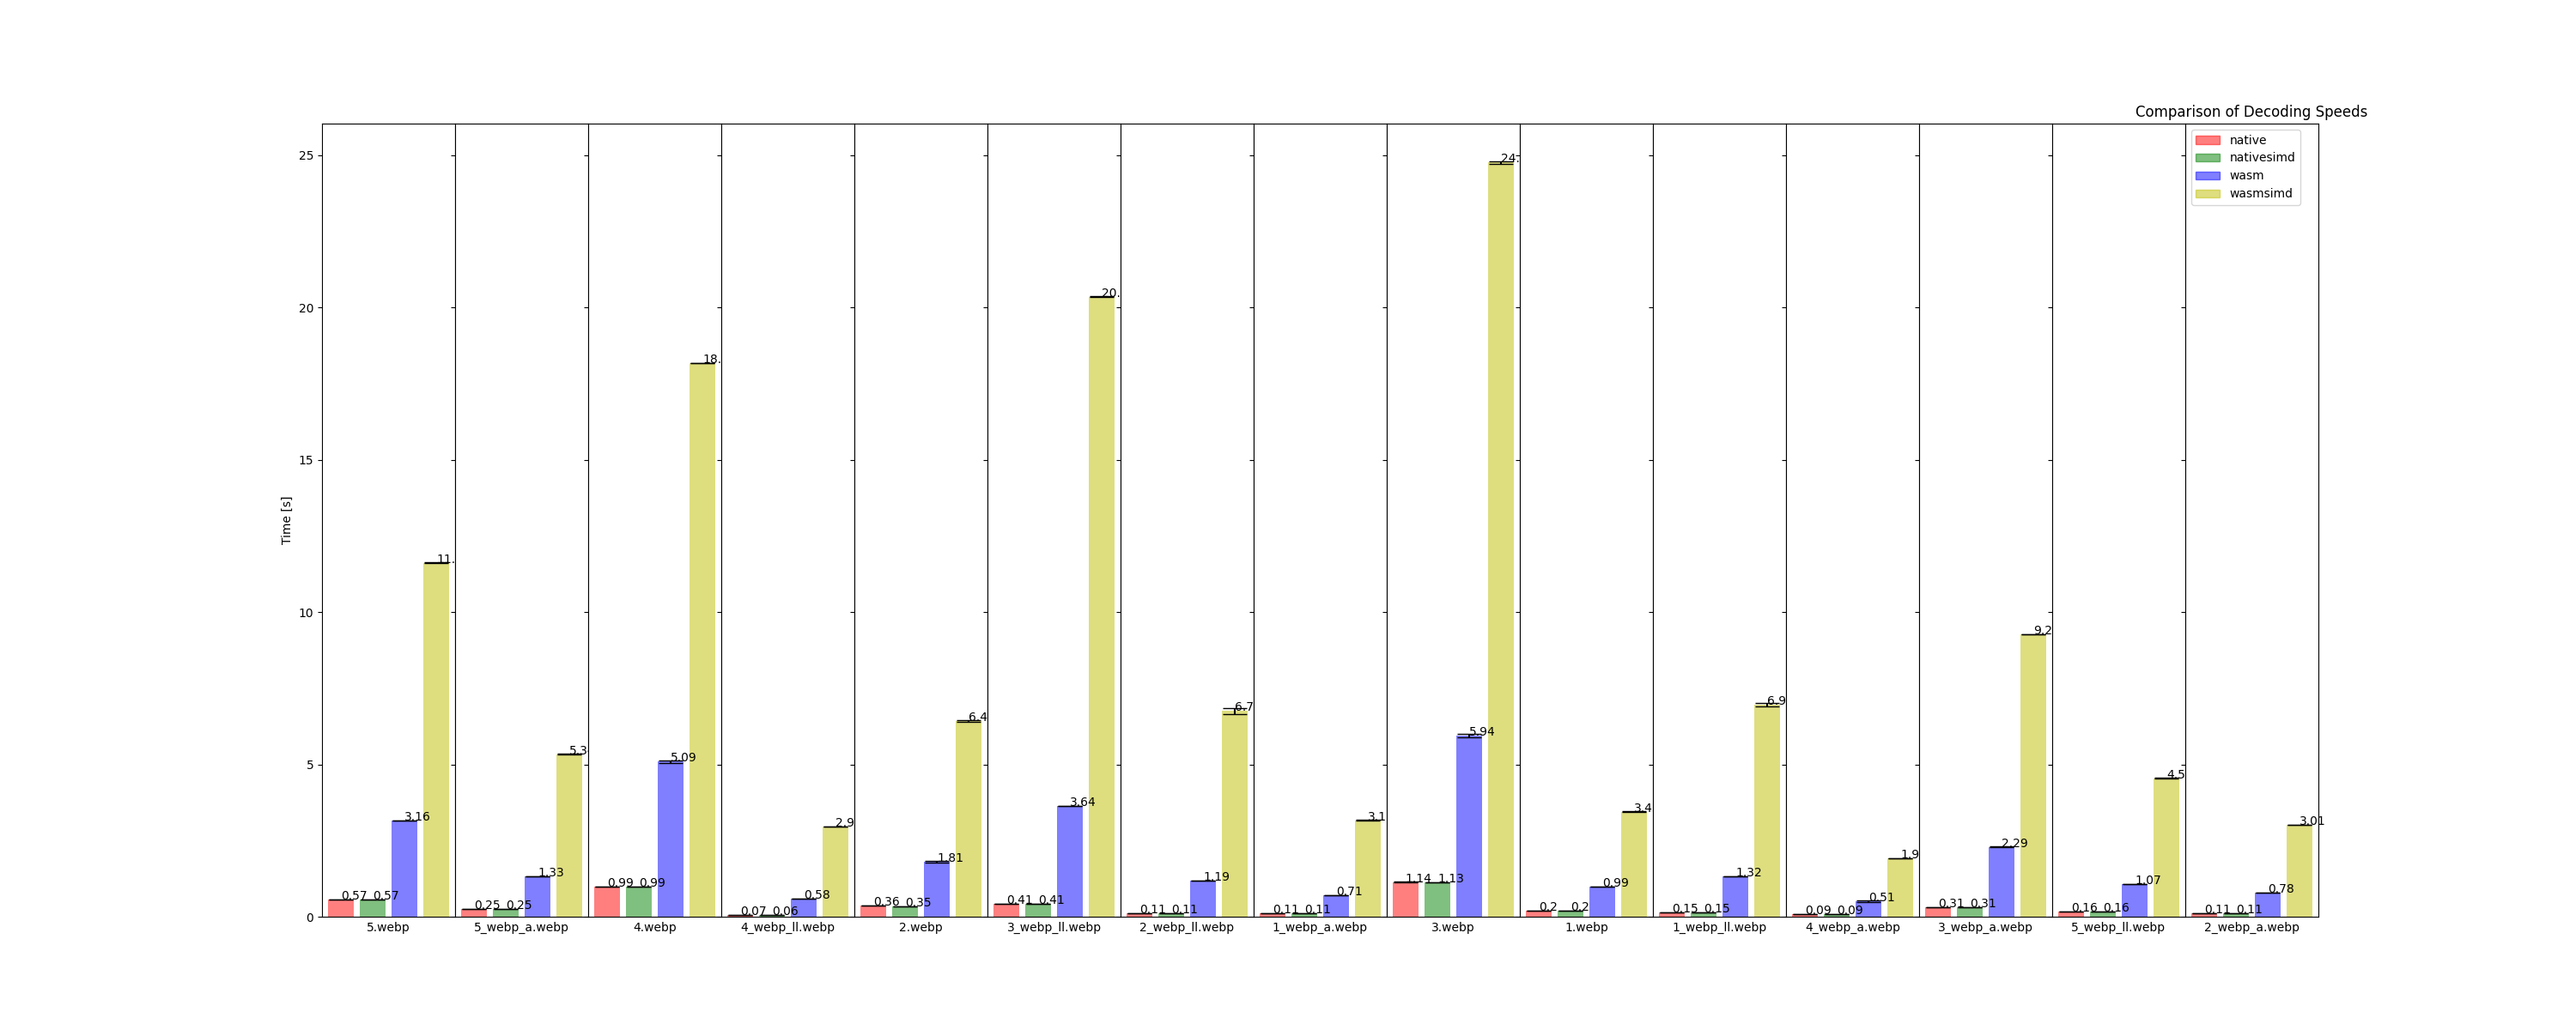 Comparison of Decoding Speeds
native
nativesimd
wasm
wasmsimd
Time [s]
25
20
15
10
5
0
0.57 0.57 3.16 11.
0.25 0.25 1.33 5.3
0.99 0.99 5.09 18.
0.07 0.06 0.58 2.9
0.36 0.35 1.81 6.4
0.41 0.41 3.64 20.
0.11 0.11 1.19 6.7
0.11 0.11 0.71 3.1
1.14 1.13 5.94 24.
0.2 0.2 0.99 3.4
0.15 0.15 1.32 6.9
0.09 0.09 0.51 1.9
0.31 0.31 2.29 9.2
0.16 0.16 1.07 4.5
0.11 0.11 0.78 3.01
5.webp 5_webp_a.webp 4.webp 4_webp_ll.webp 2.webp 3_webp_ll.webp 2_webp_ll.webp 1_webp_a.webp 3.webp 1.webp 1_webp_ll.webp 4_webp_a.webp 3_webp_a.webp 5_webp_ll.webp 2_webp_a.webp